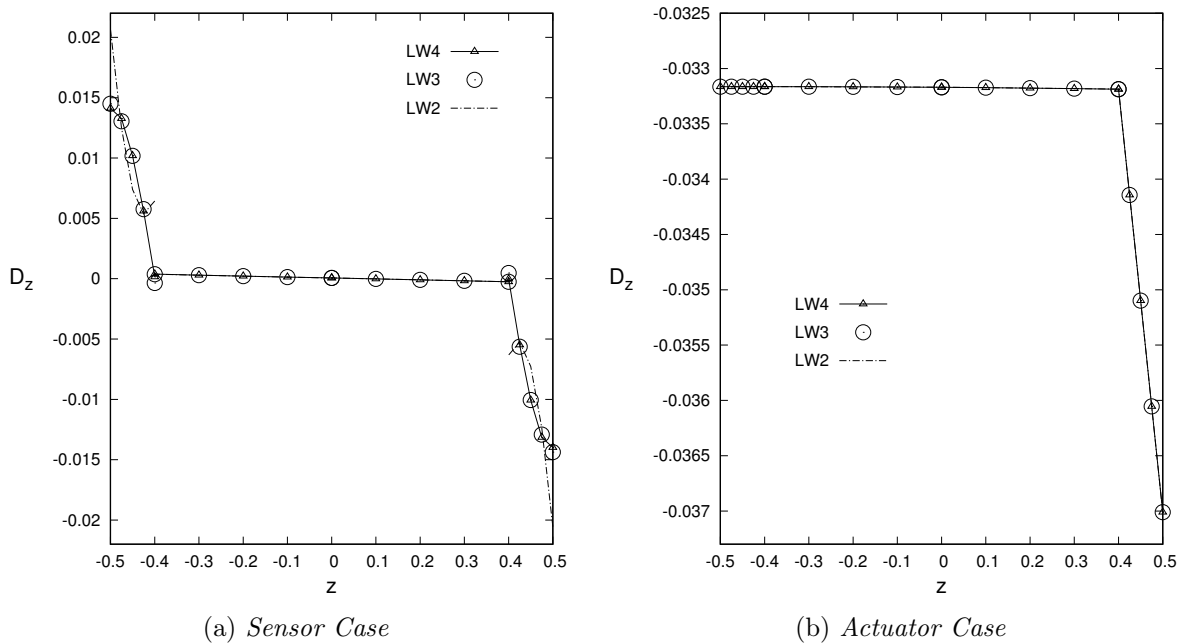 0.02
0.015
0.01
0.005
0
-0.005
-0.01
-0.015
-0.02
D_z
LW4
LW3
LW2
-0.5 -0.4 -0.3 -0.2 -0.1 0 0.1 0.2 0.3 0.4 0.5
z
(a) Sensor Case
-0.0325
-0.033
-0.0335
-0.034
-0.0345
-0.035
-0.0355
-0.036
-0.0365
-0.037
D_z
LW4
LW3
LW2
-0.5 -0.4 -0.3 -0.2 -0.1 0 0.1 0.2 0.3 0.4 0.5
z
(b) Actuator Case